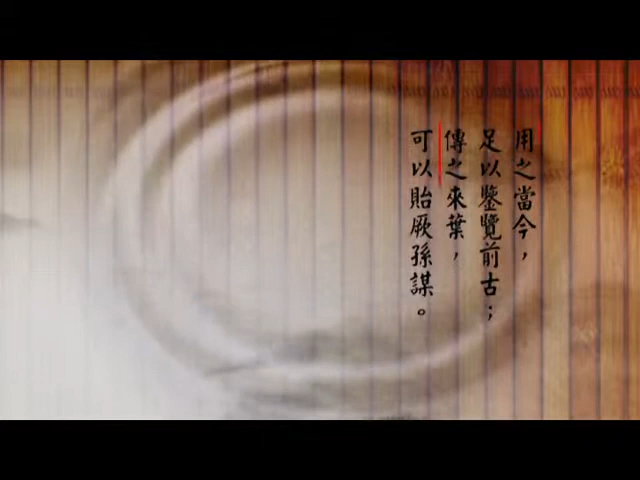 用之當今，
足以鑒覽前古；
傳之來葉，
可以貽厥孫謀。